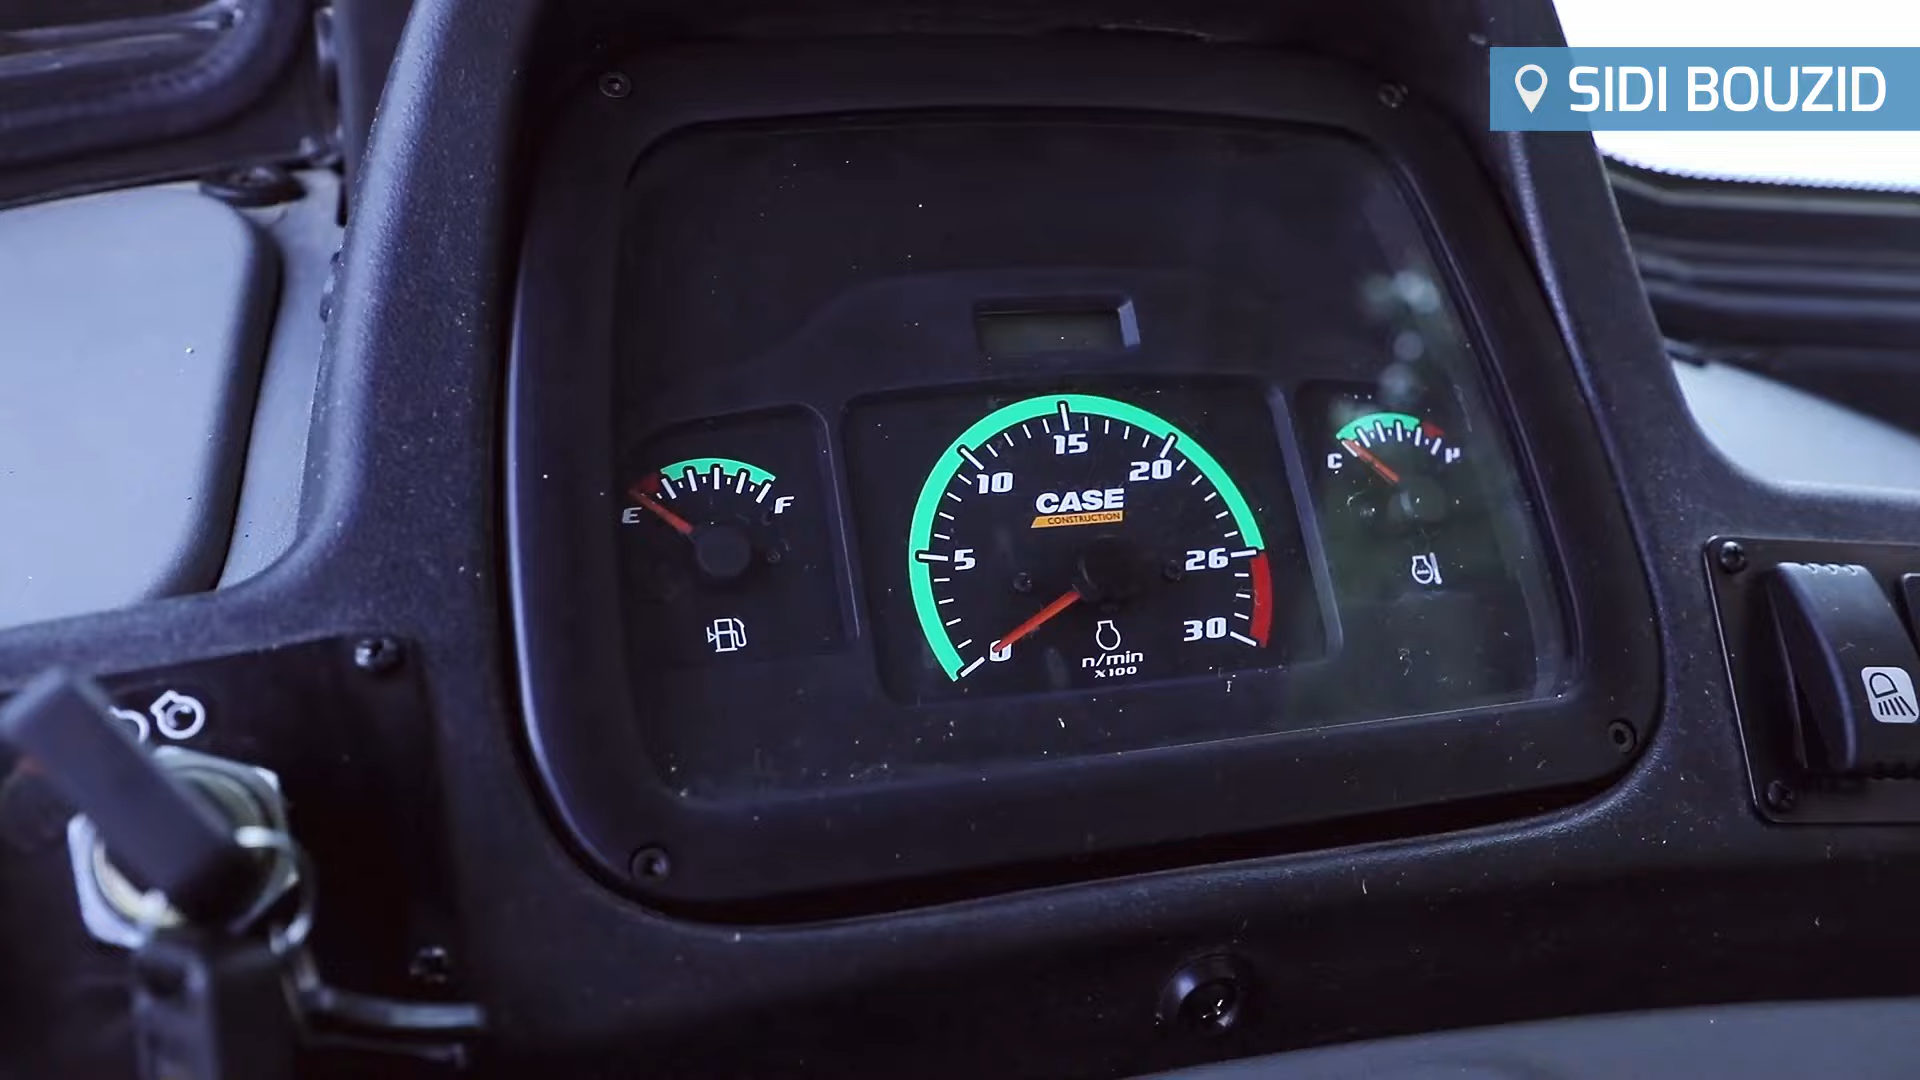 SIDI BOUZID
15
10
20
CASE
CONSTRUCTION
E
F
C
H
5
26
0
30
n/min
x100